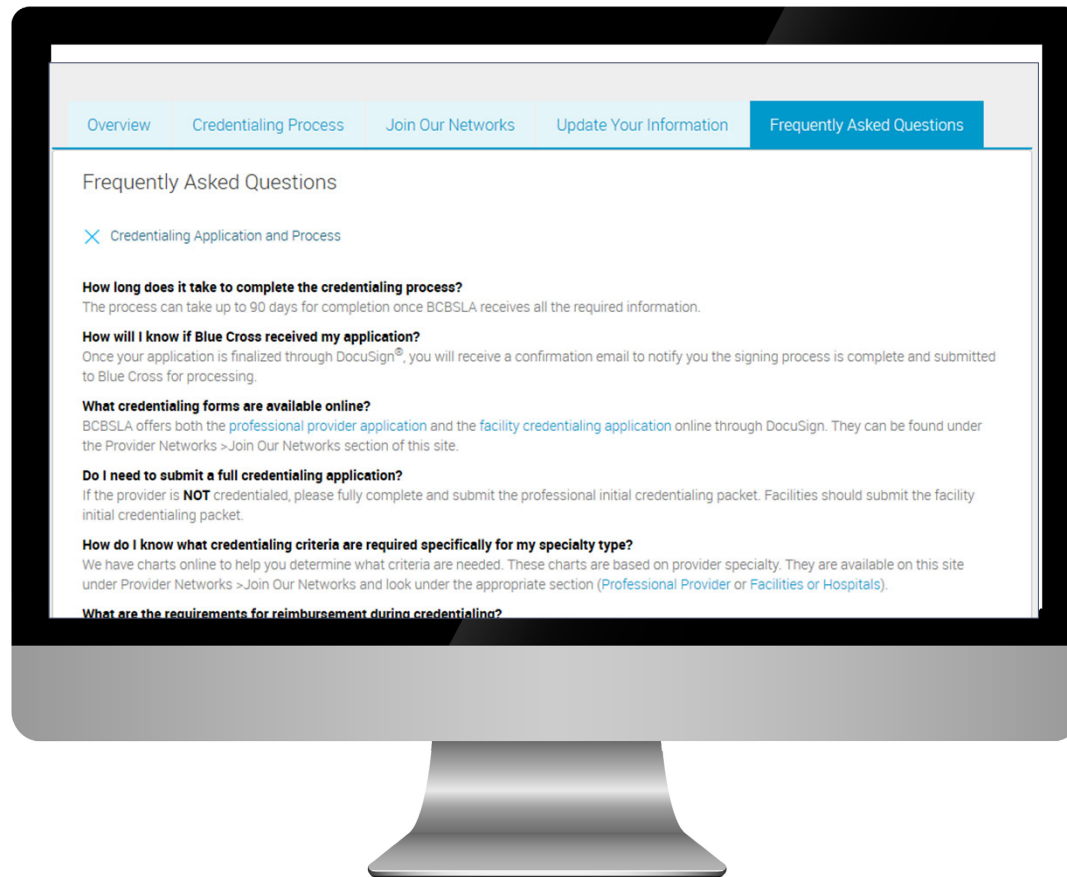 Overview Credentialing Process Join Our Networks Update Your Information Frequently Asked Questions
Frequently Asked Questions
Credentialing Application and Process
How long does it take to complete the credentialing process?
The process can take up to 90 days for completion once BCBSLA receives all the required information.
How will I know if Blue Cross received my application?
Once your application is finalized through DocuSign®, you will receive a confirmation email to notify you the signing process is complete and submitted
to Blue Cross for processing.
What credentialing forms are available online?
BCBSLA offers both the professional provider application and the facility credentialing application online through DocuSign. They can be found under
the Provider Networks >Join Our Networks section of this site.
Do I need to submit a full credentialing application?
If the provider is NOT credentialed, please fully complete and submit the professional initial credentialing packet. Facilities should submit the facility
initial credentialing packet.
How do I know what credentialing criteria are required specifically for my specialty type?
We have charts online to help you determine what criteria are needed. These charts are based on provider specialty. They are available on this site
under Provider Networks >Join Our Networks and look under the appropriate section (Professional Provider or Facilities or Hospitals).
What are the requirements for reimbursement during credentialing?